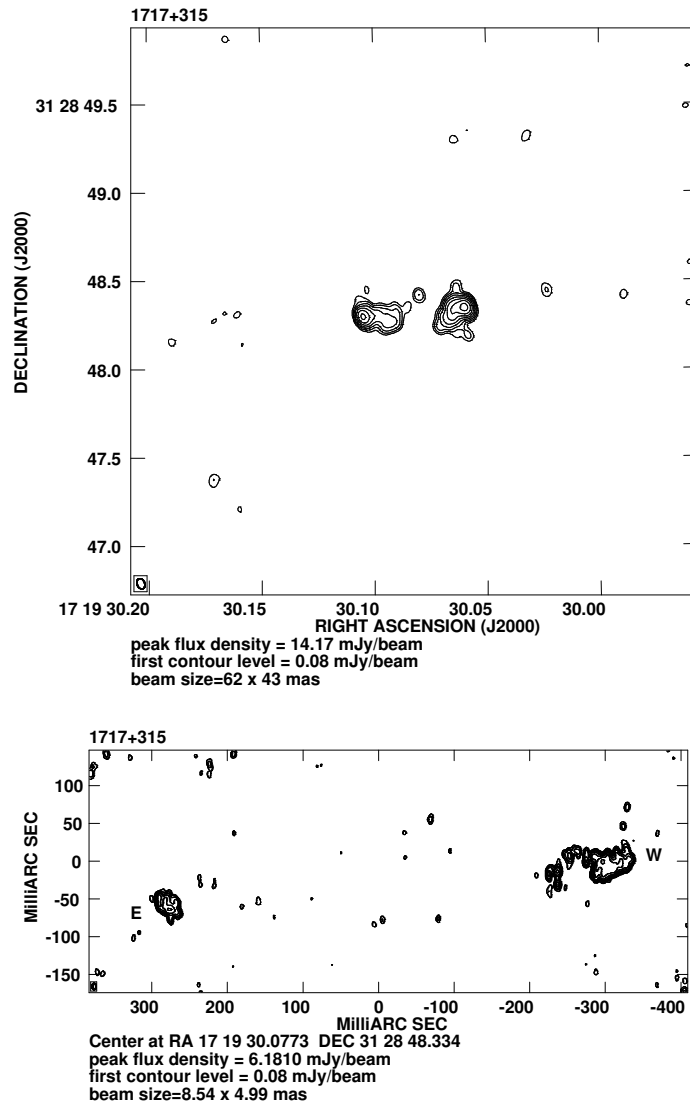 1717+315
DECLINATION (J2000)
31 28 49.5
49.0
48.5
48.0
47.5
47.0
17 19 30.20
30.15
30.10
30.05
30.00
RIGHT ASCENSION (J2000)
peak flux density = 14.17 mJy/beam
first contour level = 0.08 mJy/beam
beam size=62 x 43 mas
1717+315
MilliARC SEC
100
50
0
-50
-100
-150
E
W
300
200
100
0
-100
-200
-300
-400
MilliARC SEC
Center at RA 17 19 30.0773 DEC 31 28 48.334
peak flux density = 6.1810 mJy/beam
first contour level = 0.08 mJy/beam
beam size=8.54 x 4.99 mas